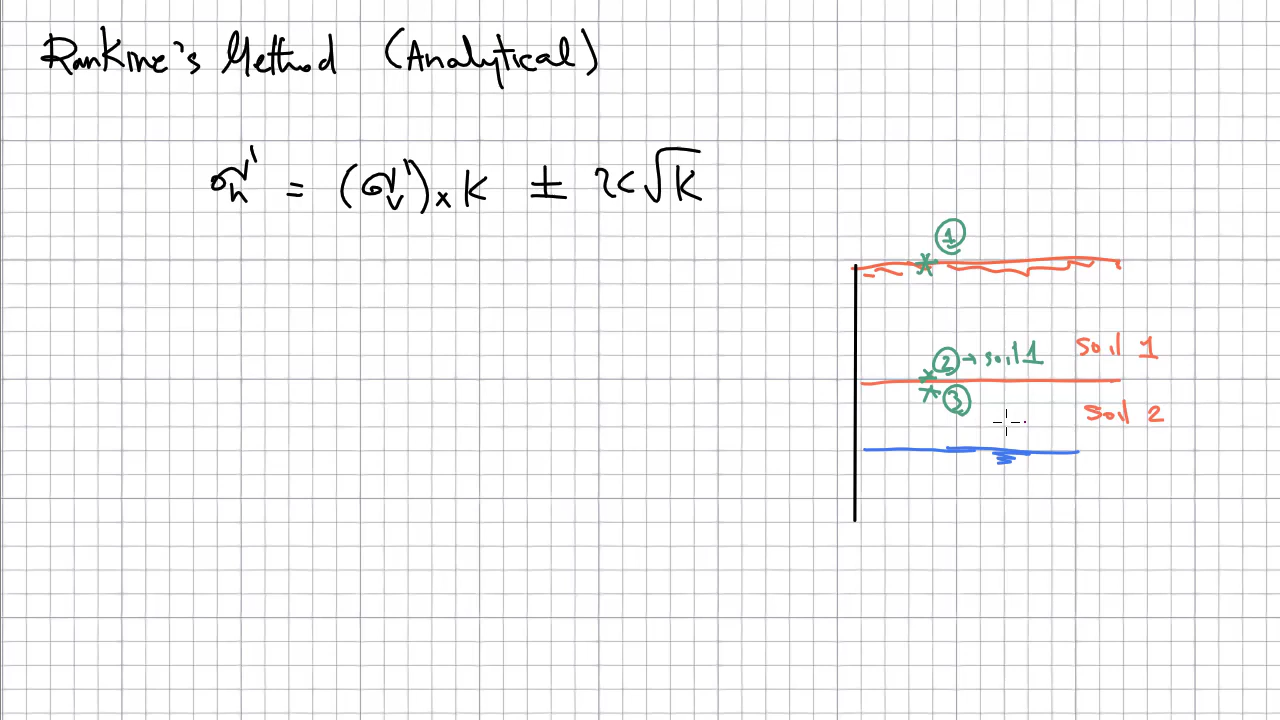 Rankine's Method (Analytical)
σh' = (σv')×K ± 2c√K
1
2 → soil 1
soil 1
3
soil 2